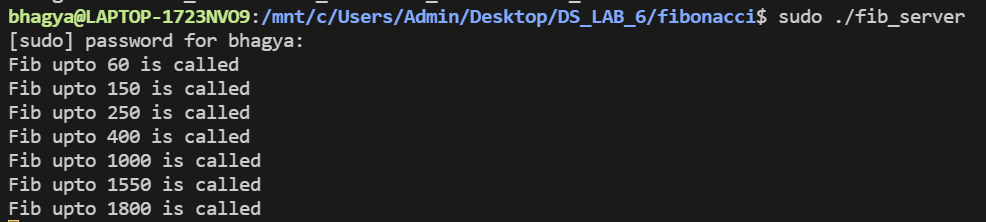 bhagya@LAPTOP-1723NVO9:/mnt/c/Users/Admin/Desktop/DS_LAB_6/fibonacci$ sudo ./fib_server
[sudo] password for bhagya:
Fib upto 60 is called
Fib upto 150 is called
Fib upto 250 is called
Fib upto 400 is called
Fib upto 1000 is called
Fib upto 1550 is called
Fib upto 1800 is called